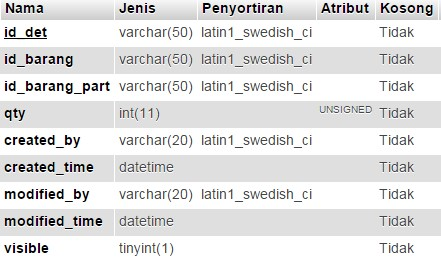 Nama Jenis Penyortiran Atribut Kosong
id_det varchar(50) latin1_swedish_ci Tidak
id_barang varchar(50) latin1_swedish_ci Tidak
id_barang_part varchar(50) latin1_swedish_ci Tidak
qty int(11) UNSIGNED Tidak
created_by varchar(20) latin1_swedish_ci Tidak
created_time datetime Tidak
modified_by varchar(20) latin1_swedish_ci Tidak
modified_time datetime Tidak
visible tinyint(1) Tidak